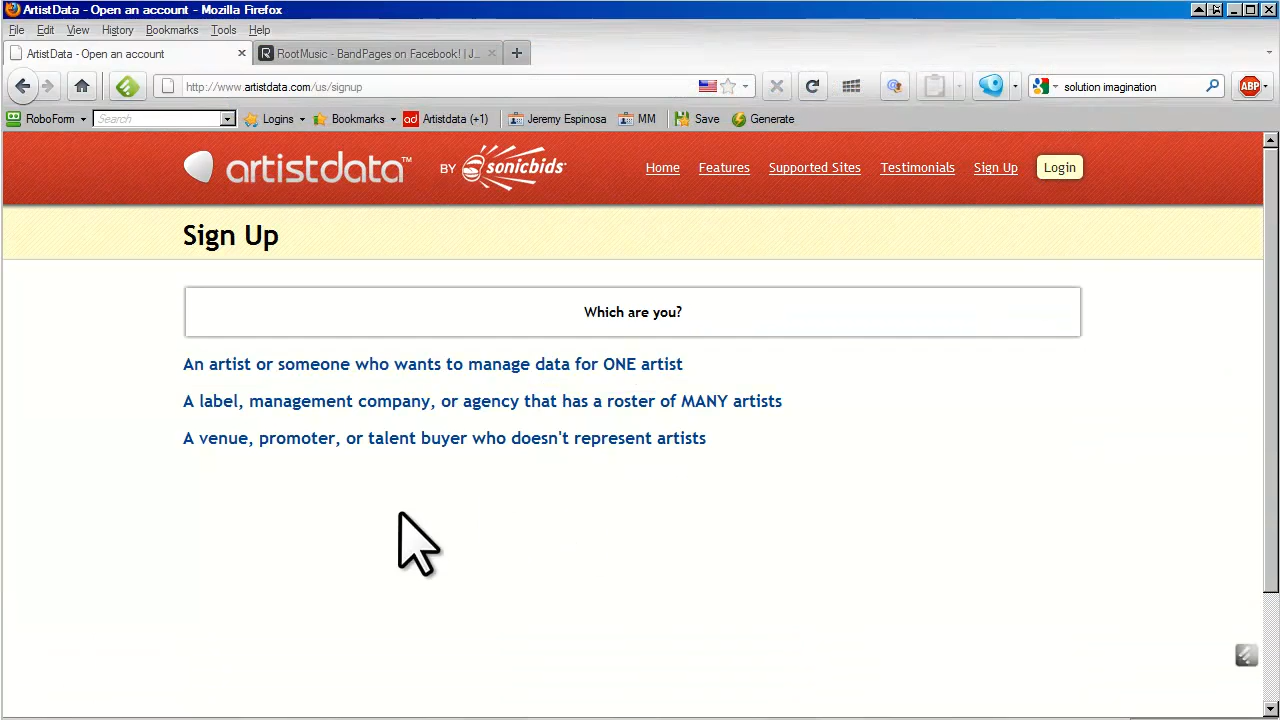 ArtistData - Open an account - Mozilla Firefox
File Edit View History Bookmarks Tools Help
ArtistData - Open an account
RootMusic - BandPages on Facebook! | J...
http://www.artistdata.com/us/signup
solution imagination
ABP
RoboForm Search Logins Bookmarks ad Artistdata (+1) Jeremy Espinosa MM Save Generate
artistdata™ BY sonicbids Home Features Supported Sites Testimonials Sign Up Login
Sign Up
Which are you?
An artist or someone who wants to manage data for ONE artist
A label, management company, or agency that has a roster of MANY artists
A venue, promoter, or talent buyer who doesn't represent artists